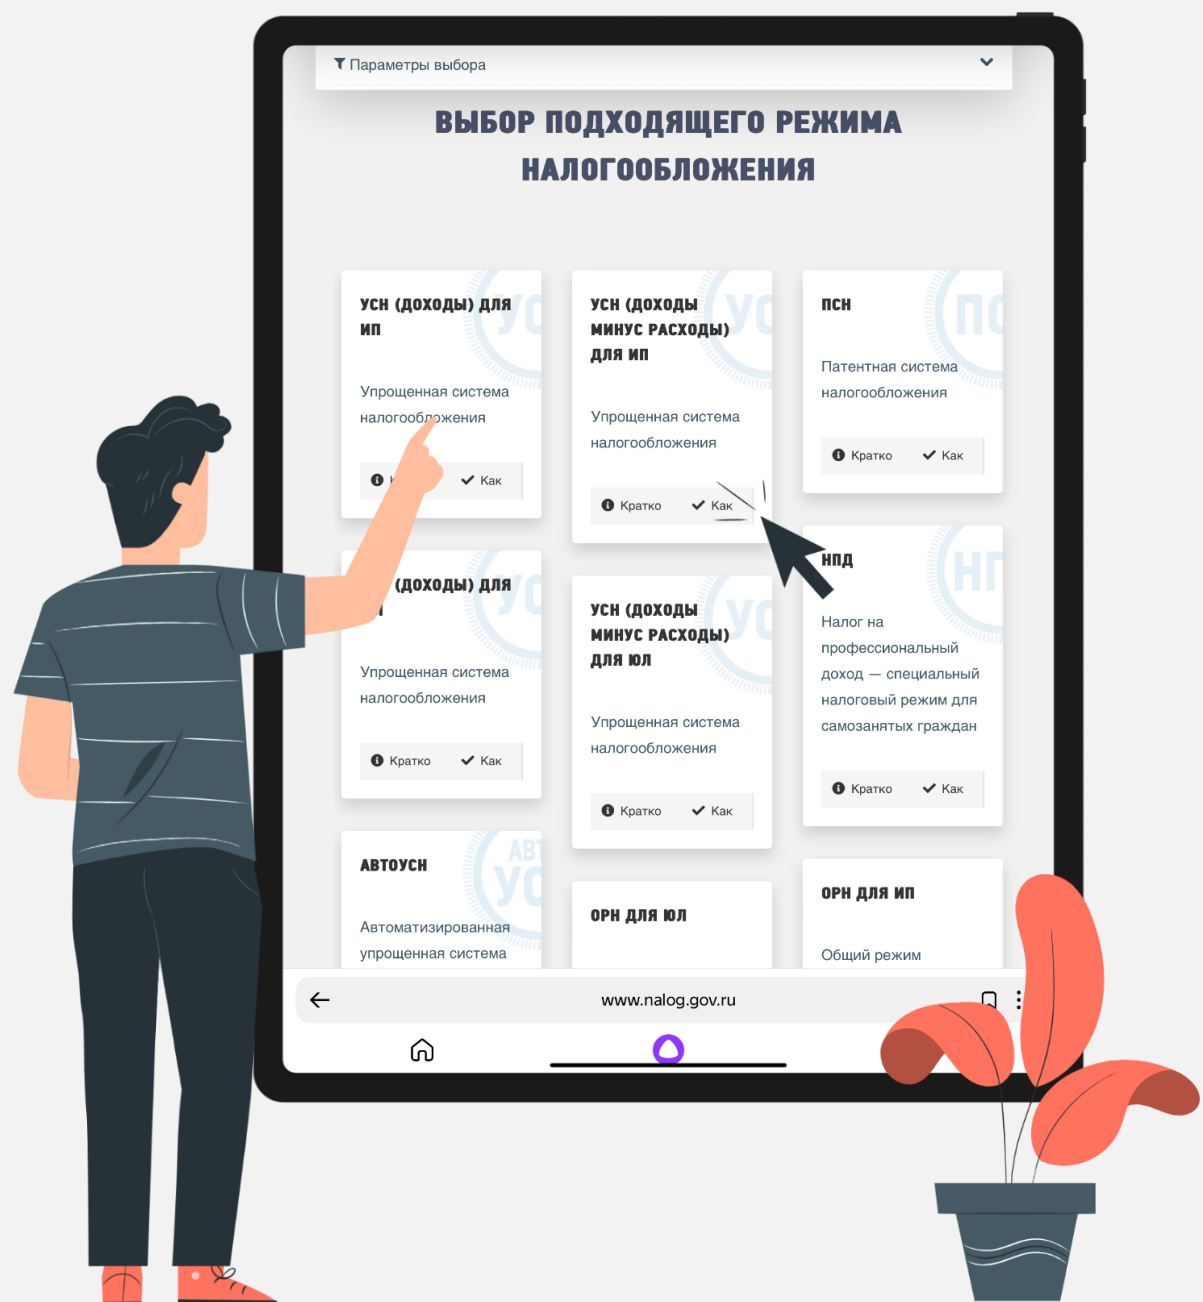 Параметры выбора
ВЫБОР ПОДХОДЯЩЕГО РЕЖИМА
НАЛОГООБЛОЖЕНИЯ
УСН (ДОХОДЫ) ДЛЯ
ИП
Упрощенная система
налогообложения
Как
УСН (ДОХОДЫ
МИНУС РАСХОДЫ)
ДЛЯ ИП
Упрощенная система
налогообложения
Кратко Как
ПСН
Патентная система
налогообложения
Кратко Как
(ДОХОДЫ) ДЛЯ
Упрощенная система
налогообложения
Кратко Как
УСН (ДОХОДЫ
МИНУС РАСХОДЫ)
ДЛЯ ЮЛ
Упрощенная система
налогообложения
Кратко Как
НПД
Налог на
профессиональный
доход — специальный
налоговый режим для
самозанятых граждан
Кратко Как
АВТОУСН
Автоматизированная
упрощенная система
ОРН ДЛЯ ЮЛ
ОРН ДЛЯ ИП
Общий режим
www.nalog.gov.ru